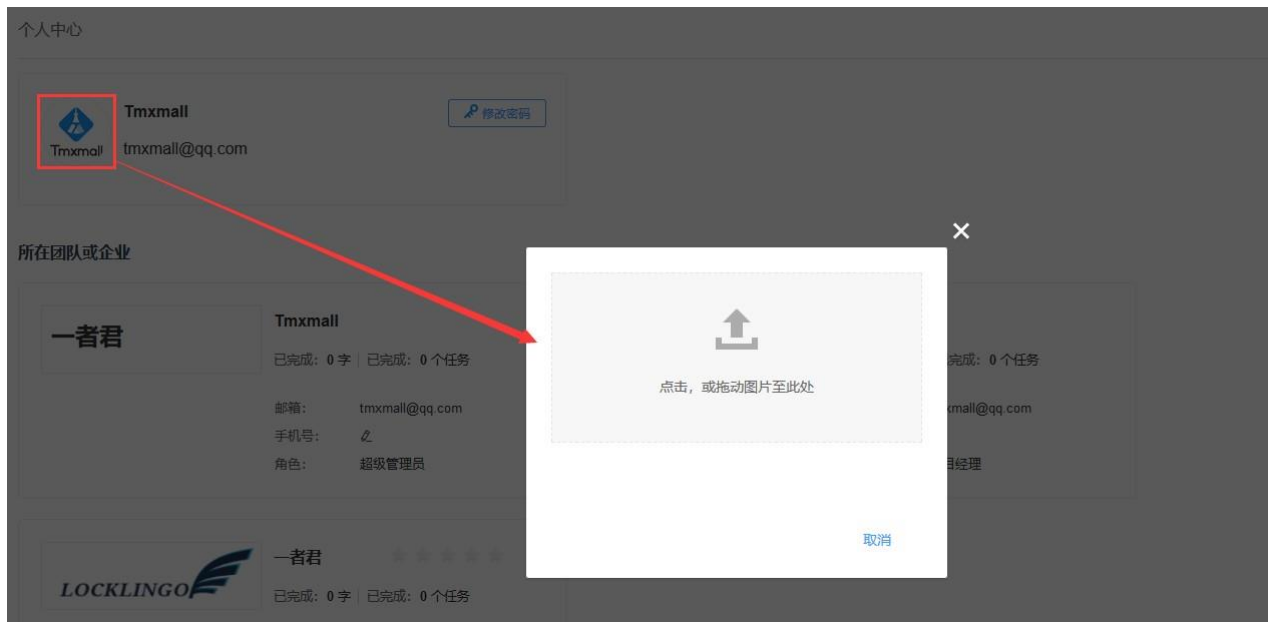 个人中心
Tmxmall
修改密码
Tmxmall
tmxmall@qq.com
所在团队或企业
一者君
Tmxmall
已完成：0 字 | 已完成：0 个任务
邮箱： tmxmall@qq.com
手机号：
角色： 超级管理员
点击，或拖动图片至此处
取消
完成：0 个任务
xmall@qq.com
目经理
LOCKLINGO
一者君
已完成：0 字 | 已完成：0 个任务